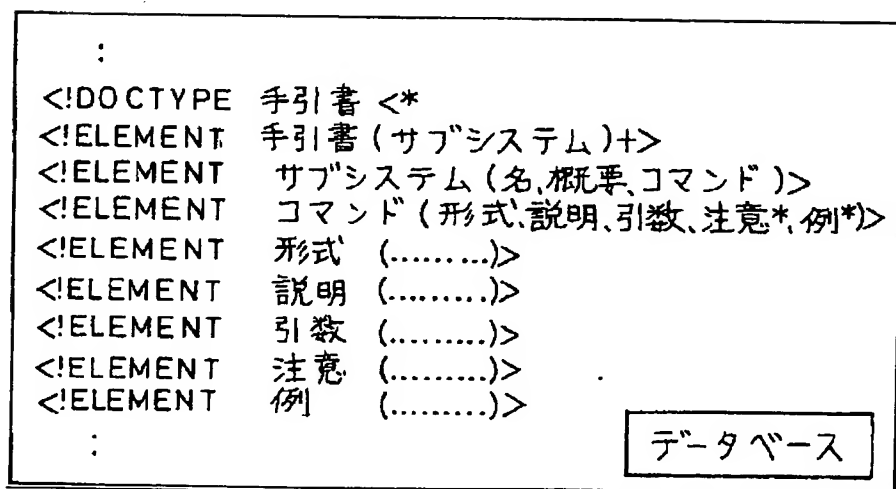 :
<!DOCTYPE 手引書 <*
<!ELEMENT 手引書 (サブシステム)+>
<!ELEMENT サブシステム (名、概要、コマンド)>
<!ELEMENT コマンド (形式、説明、引数、注意*、例*)>
<!ELEMENT 形式 (.........)>
<!ELEMENT 説明 (.........)>
<!ELEMENT 引数 (.........)>
<!ELEMENT 注意 (.........)>
<!ELEMENT 例 (.........)>
:
データベース